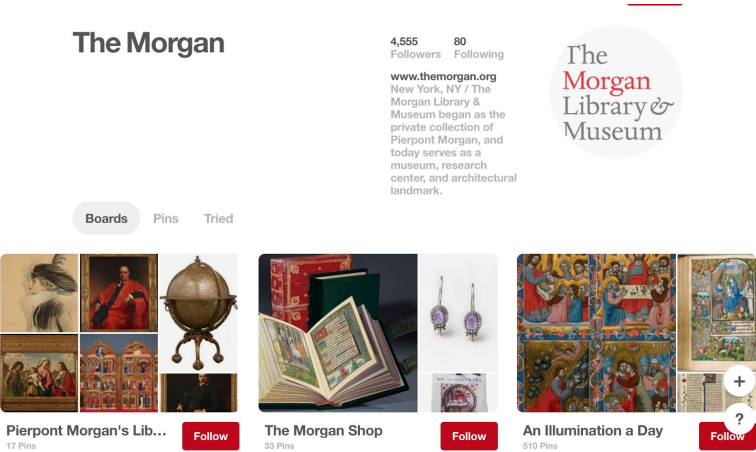 The Morgan
4,555
Followers
80
Following
www.themorgan.org
New York, NY / The
Morgan Library &
Museum began as the
private collection of
Pierpont Morgan, and
today serves as a
museum, research
center, and architectural
landmark.
The
Morgan
Library &
Museum
Boards
Pins
Tried
Pierpont Morgan's Lib...
17 Pins
Follow
The Morgan Shop
33 Pins
Follow
An Illumination a Day
510 Pins
Follow
+
?